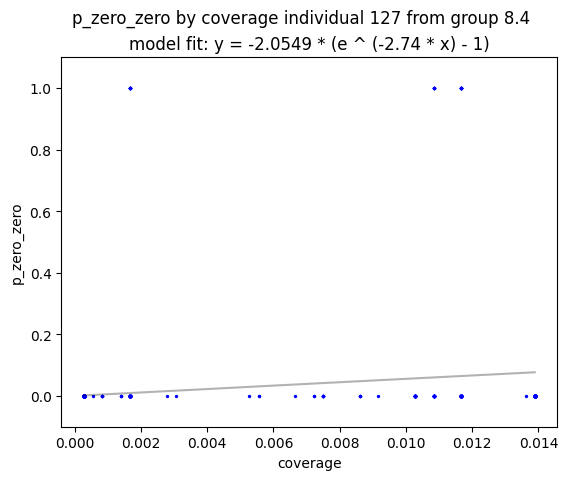 p_zero_zero by coverage individual 127 from group 8.4
model fit: y = -2.0549 * (e ^ (-2.74 * x) - 1)
1.0
0.8
0.6
0.4
0.2
0.0
p_zero_zero
0.000 0.002 0.004 0.006 0.008 0.010 0.012 0.014
coverage